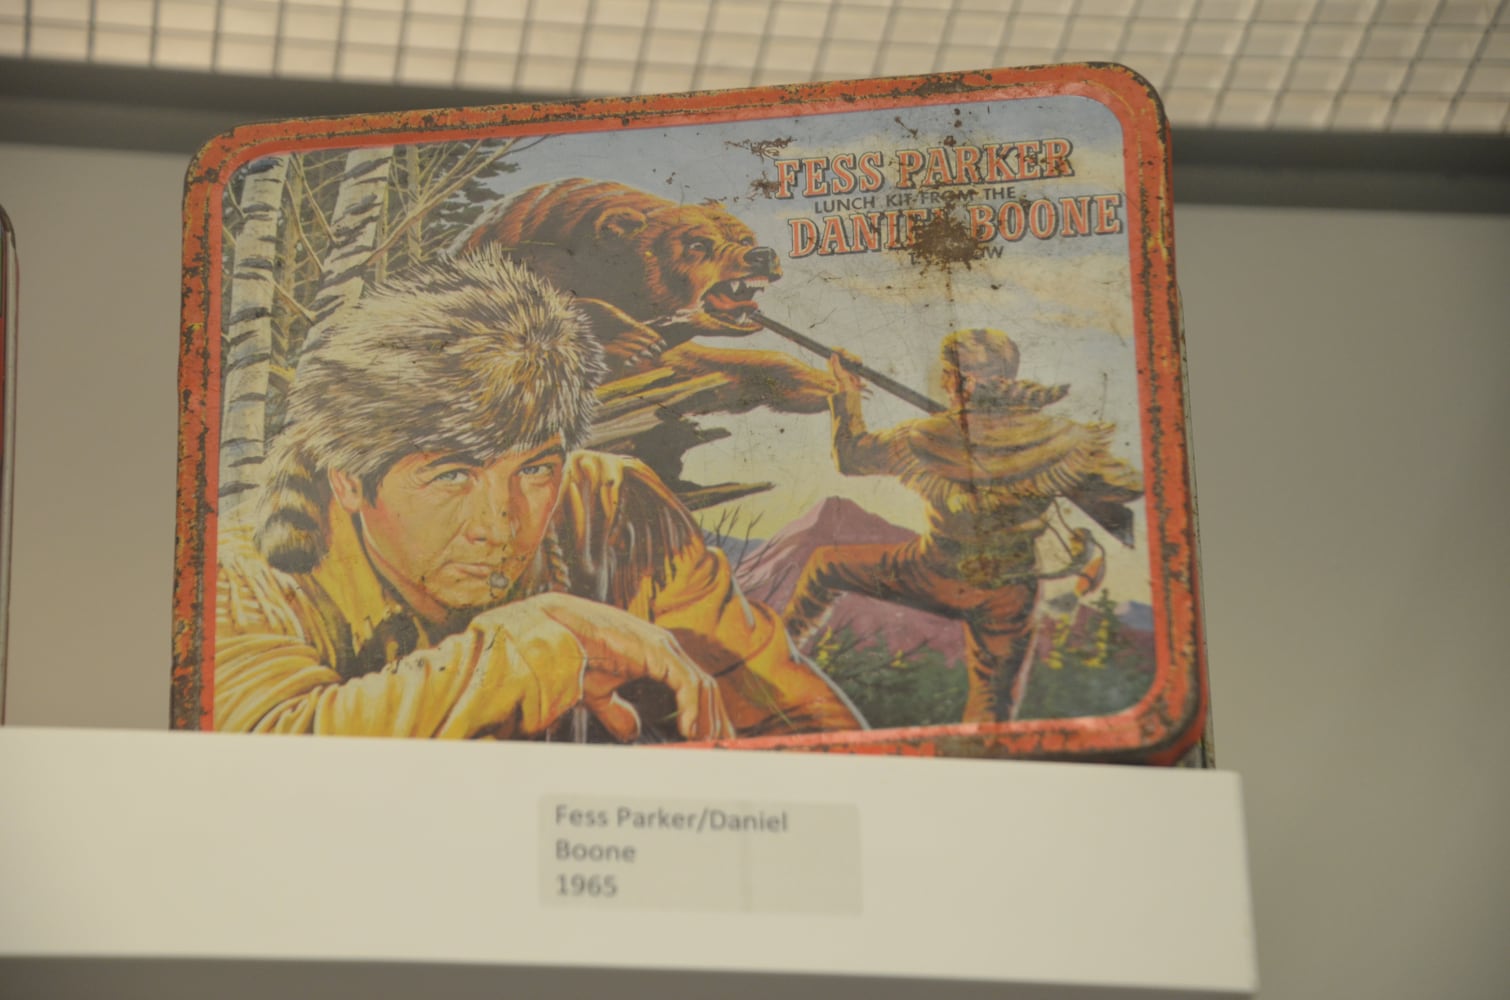 FESS PARKER
LUNCH KIT FROM THE
DANIEL BOONE
Fess Parker/Daniel
Boone
1965